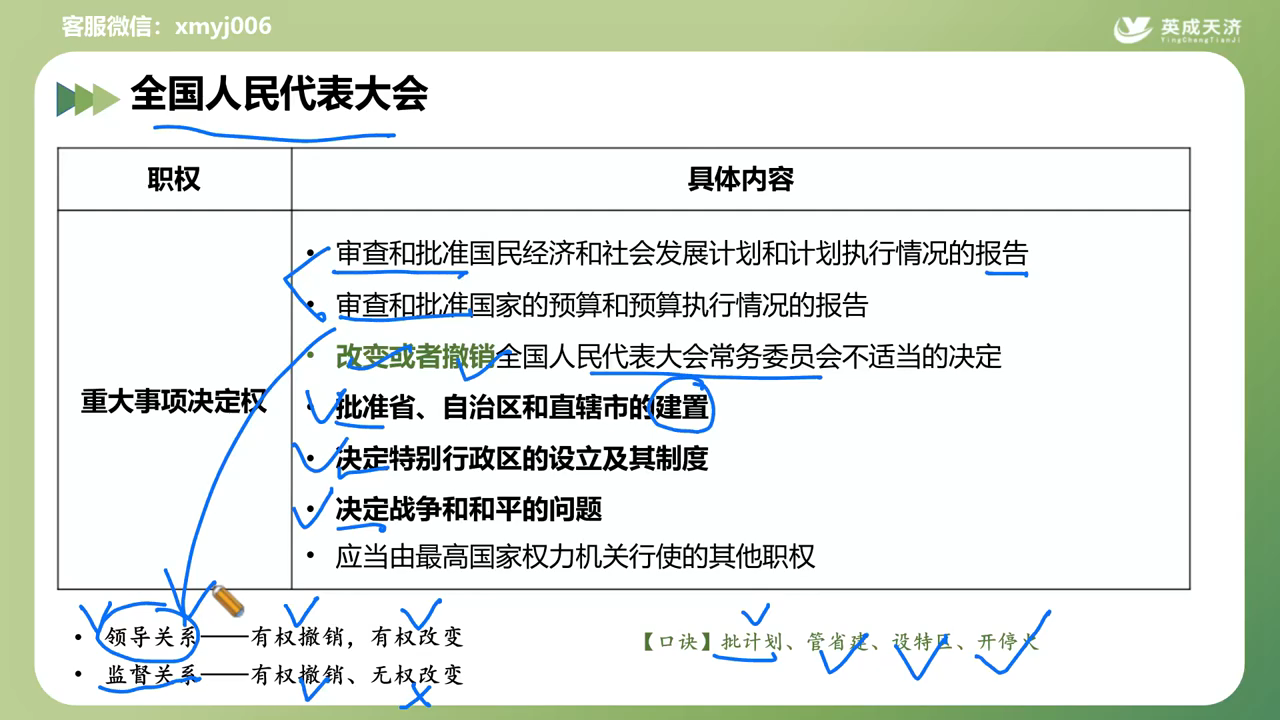 客服微信：xmyj006
英成天济
YingChengTianJi
全国人民代表大会
职权
具体内容
重大事项决定权
• 审查和批准国民经济和社会发展计划和计划执行情况的报告
• 审查和批准国家的预算和预算执行情况的报告
• 改变或者撤销全国人民代表大会常务委员会不适当的决定
• 批准省、自治区和直辖市的建置
• 决定特别行政区的设立及其制度
• 决定战争和和平的问题
• 应当由最高国家权力机关行使的其他职权
• 领导关系——有权撤销，有权改变
• 监督关系——有权撤销、无权改变
【口诀】批计划、管省建、设特区、开停火